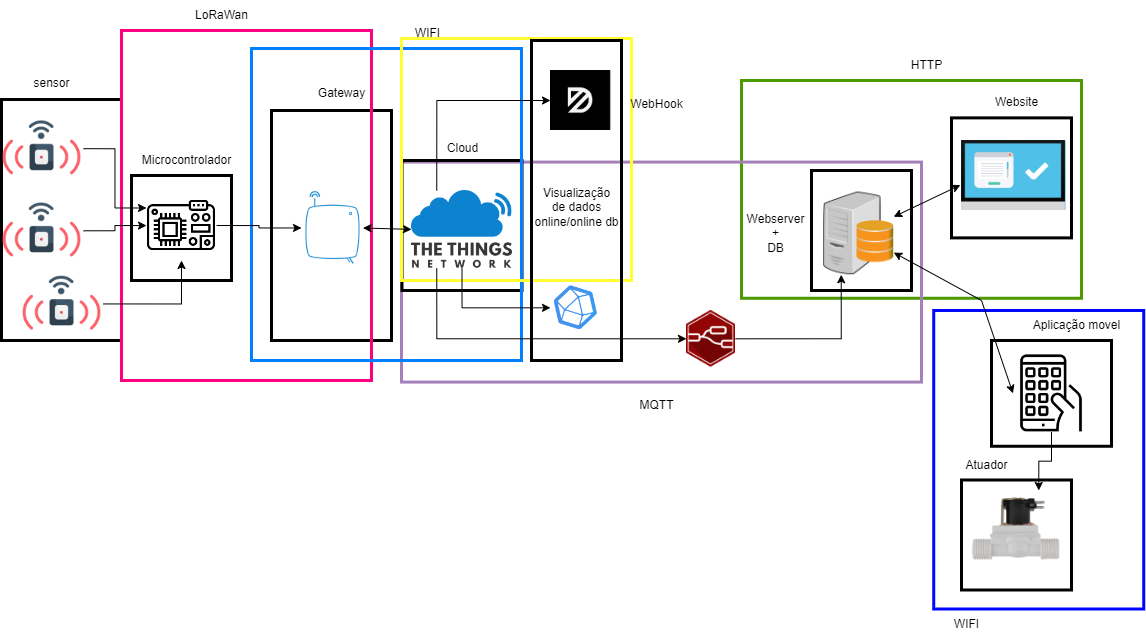 LoRaWan
WIFI
HTTP
sensor
Gateway
WebHook
Website
Cloud
Microcontrolador
Visualização
de dados
online/online db
Webserver
+
DB
THE THINGS
NETWORK
Aplicação movel
MQTT
Atuador
WIFI